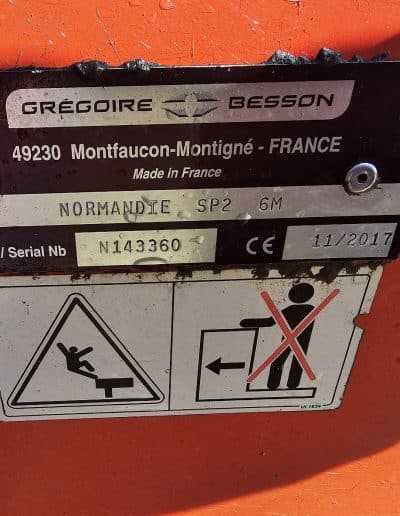 GRÉGOIRE BESSON
49230 Montfaucon-Montigné - FRANCE
Made in France
NORMANDIE SP2 6M
/ Serial Nb N143360 CE 11/2017